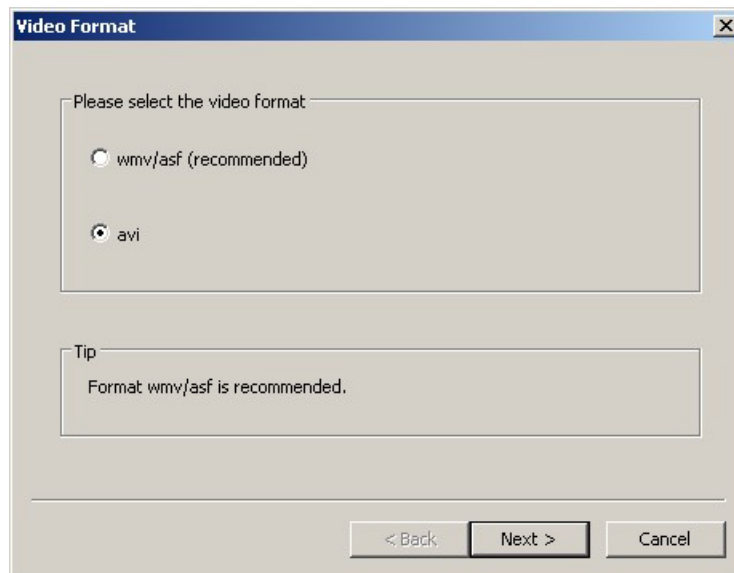 Video Format
Please select the video format
wmv/asf (recommended)
avi
Tip
Format wmv/asf is recommended.
< Back Next > Cancel